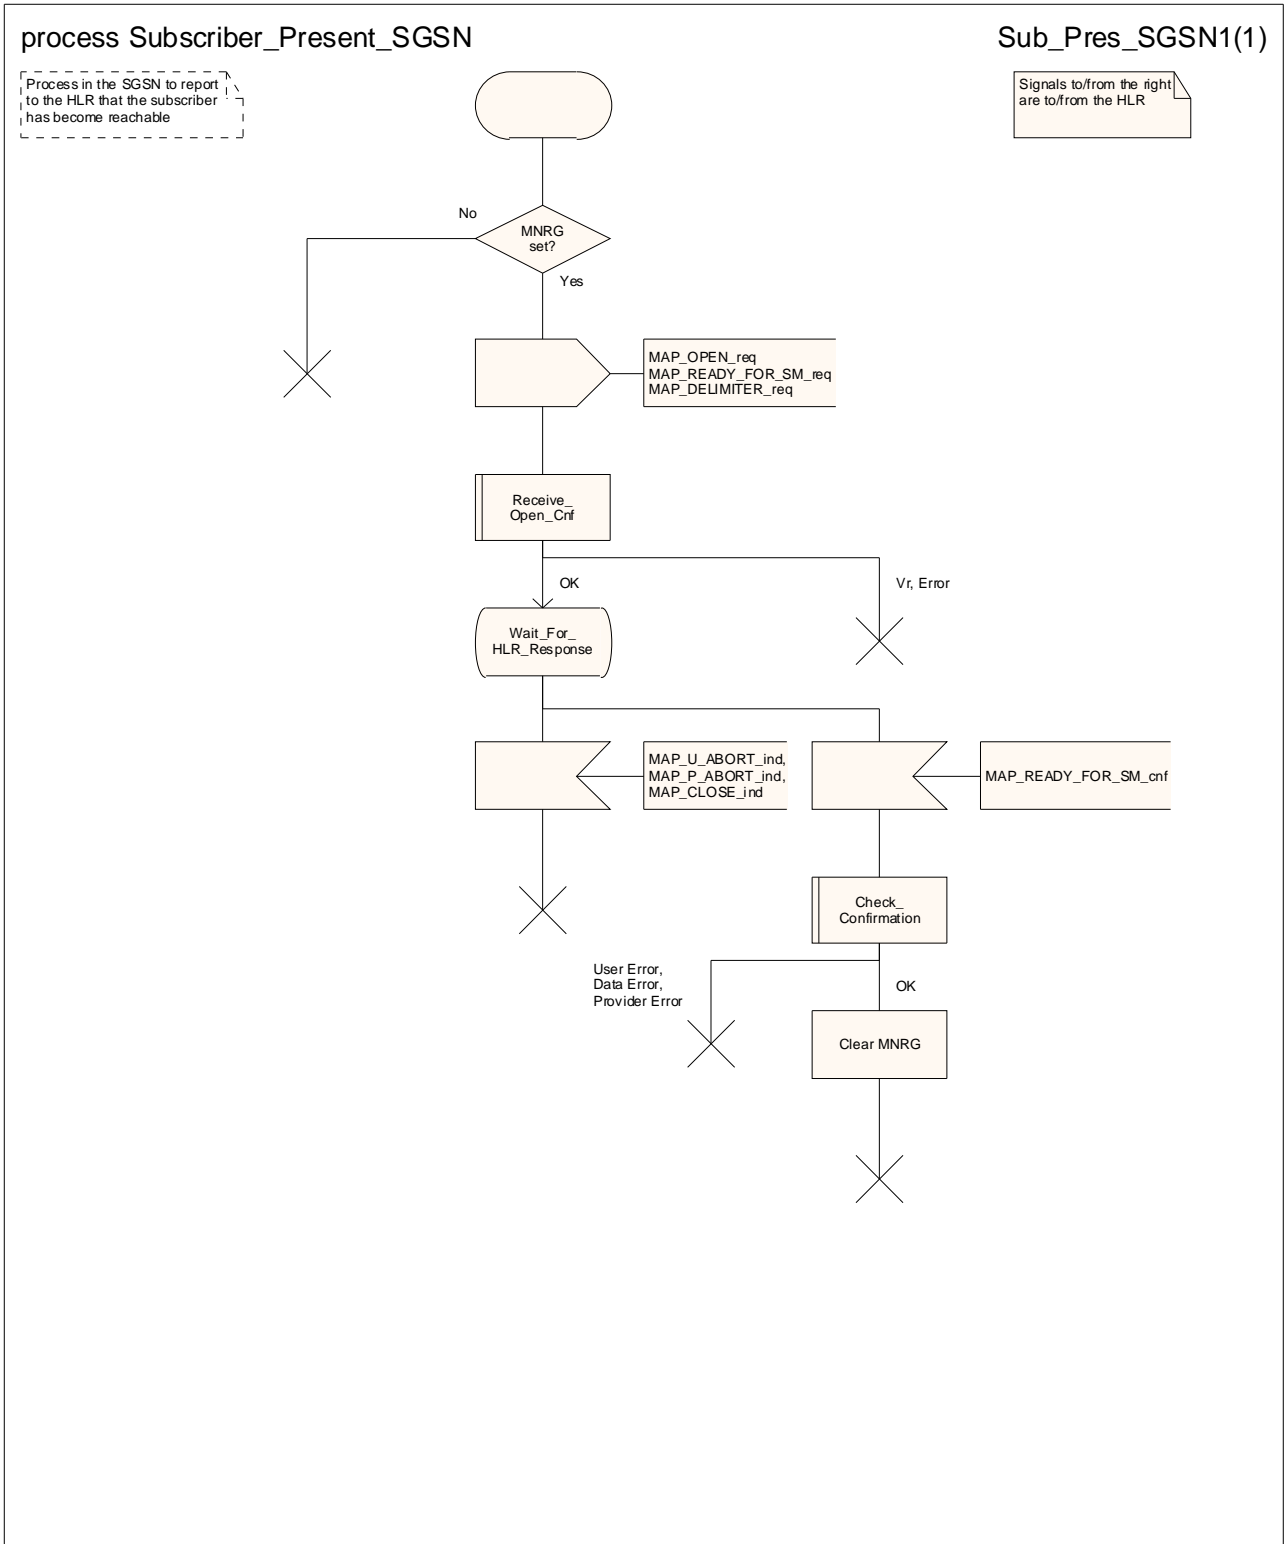 process Subscriber_Present_SGSN
Sub_Pres_SGSN1(1)
Process in the SGSN to report
to the HLR that the subscriber
has become reachable
Signals to/from the right
are to/from the HLR
No
MNRG
set?
Yes
MAP_OPEN_req
MAP_READY_FOR_SM_req
MAP_DELIMITER_req
Receive_
Open_Cnf
OK
Vr, Error
Wait_For_
HLR_Response
MAP_U_ABORT_ind,
MAP_P_ABORT_ind,
MAP_CLOSE_ind
MAP_READY_FOR_SM_cnf
Check_
Confirmation
User Error,
Data Error,
Provider Error
OK
Clear MNRG